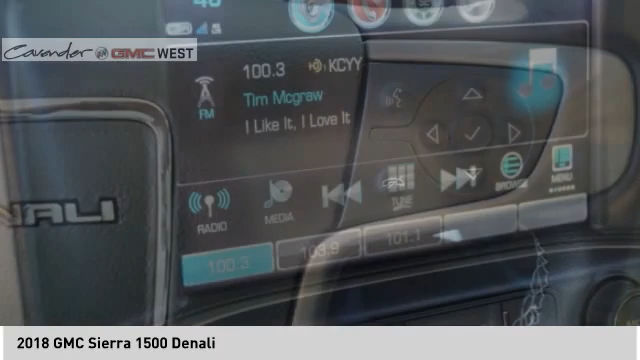 Cavender GMC WEST
100.3 KCYY
FM
Tim Mcgraw
I Like It, I Love It
NALI
RADIO
MEDIA
TUNE
BROWSE
MENU
100.3
103.9
101.1
2018 GMC Sierra 1500 Denali